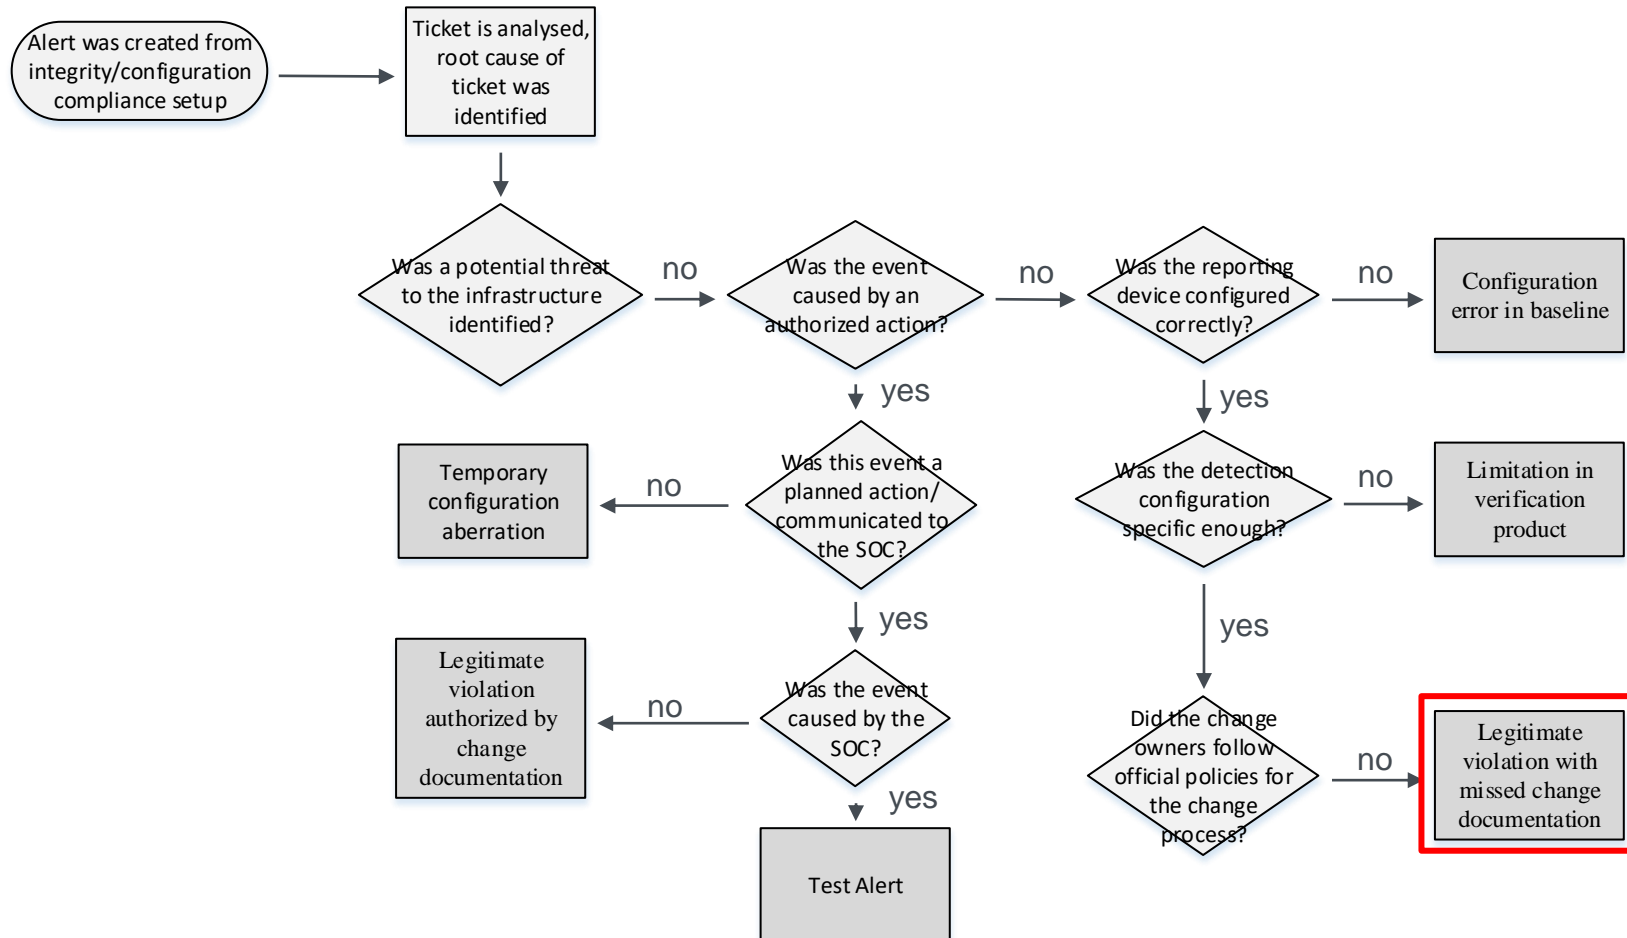 Alert was created from
integrity/configuration
compliance setup
Ticket is analysed,
root cause of
ticket was
identified
Was a potential threat
to the infrastructure
identified?
no
Was the event
caused by an
authorized action?
no
Was the reporting
device configured
correctly?
no
Configuration
error in baseline
yes
yes
Temporary
configuration
aberration
no
Was this event a
planned action/
communicated to
the SOC?
Was the detection
configuration
specific enough?
no
Limitation in
verification
product
yes
yes
Legitimate
violation
authorized by
change
documentation
no
Was the event
caused by the
SOC?
Did the change
owners follow
official policies for
the change
process?
no
Legitimate
violation with
missed change
documentation
yes
Test Alert